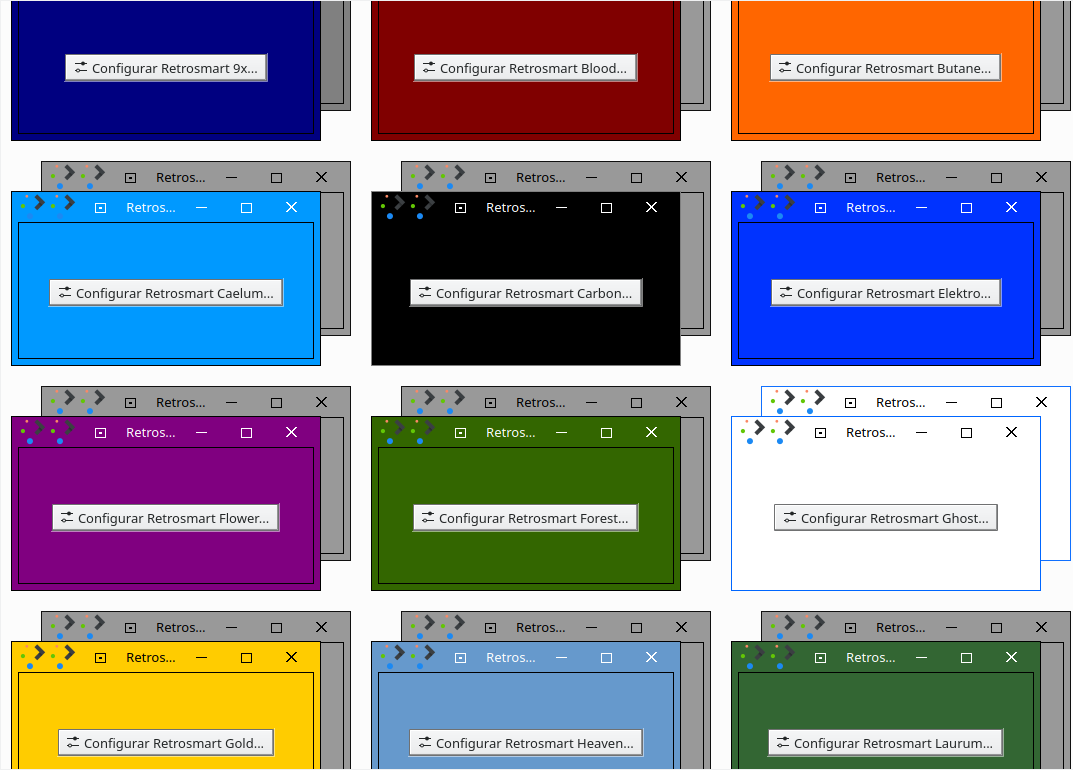 Configurar Retrosmart 9x...
Configurar Retrosmart Blood...
Configurar Retrosmart Butane...
Retros...
Retros...
Retros...
Retros...
Retros...
Retros...
Configurar Retrosmart Caelum...
Configurar Retrosmart Carbon...
Configurar Retrosmart Elektro...
Retros...
Retros...
Retros...
Retros...
Retros...
Retros...
Configurar Retrosmart Flower...
Configurar Retrosmart Forest...
Configurar Retrosmart Ghost...
Retros...
Retros...
Retros...
Retros...
Retros...
Retros...
Configurar Retrosmart Gold...
Configurar Retrosmart Heaven...
Configurar Retrosmart Laurum...